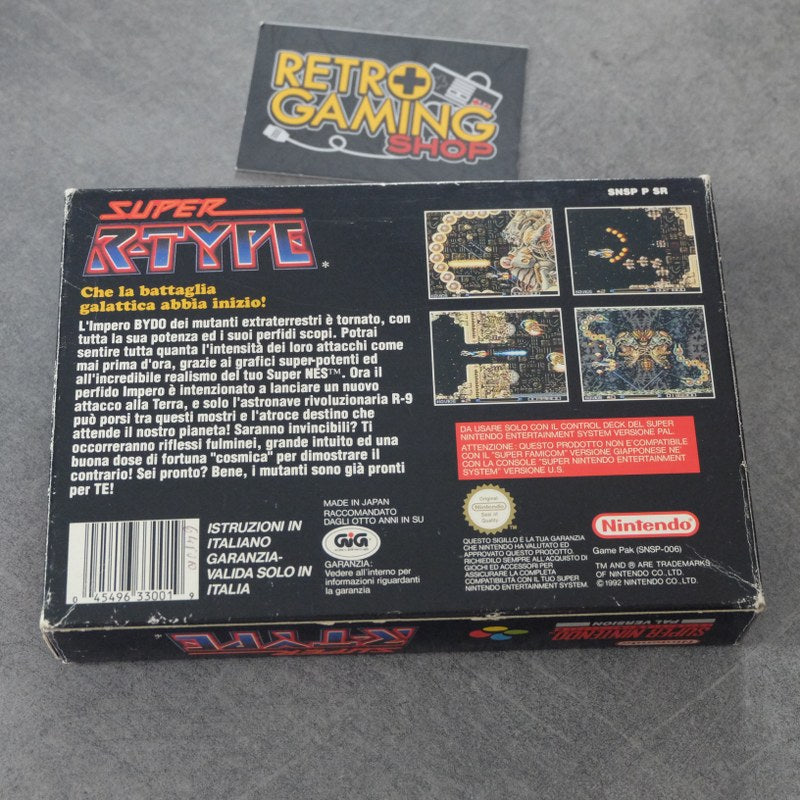 RETRO
GAMING
SHOP
SNSP P SR
SUPER
R-TYPE
*
Che la battaglia
galattica abbia inizio!
L'Impero BYDO dei mutanti extraterrestri è tornato, con
tutta la sua potenza ed i suoi perfidi scopi. Potrai
sentire tutta quanta l'intensità dei loro attacchi come
mai prima d'ora, grazie ai grafici super-potenti ed
all'incredibile realismo del tuo Super NES™. Ora il
perfido Impero è intenzionato a lanciare un nuovo
attacco alla Terra, e solo l'astronave rivoluzionaria R-9
può porsi tra questi mostri e l'atroce destino che
attende il nostro pianeta! Saranno invincibili? Ti
occorreranno riflessi fulminei, grande intuito ed una
buona dose di fortuna "cosmica" per dimostrare il
contrario! Sei pronto? Bene, i mutanti sono già pronti
per TE!
DA USARE SOLO CON IL CONTROL DECK DEL SUPER
NINTENDO ENTERTAINMENT SYSTEM VERSIONE PAL.
ATTENZIONE: QUESTO PRODOTTO NON E'COMPATIBILE
CON IL "SUPER FAMICOM" VERSIONE GIAPPONESE NE'
CON LA CONSOLE "SUPER NINTENDO ENTERTAINMENT
SYSTEM" VERSIONE U.S.
0 45496 33001 9
ISTRUZIONI IN
ITALIANO
GARANZIA-
VALIDA SOLO IN
ITALIA
MADE IN JAPAN
RACCOMANDATO
DAGLI OTTO ANNI IN SU
GiG
GARANZIA:
Vedere all'interno per
informazioni riguardanti
la garanzia
Original
Nintendo
Seal of
Quality
TM
QUESTO SIGILLO E LA TUA GARANZIA
CHE NINTENDO HA VALUTATO ED
APPROVATO QUESTO PRODOTTO.
RICHIEDILO SEMPRE ALL'ACQUISTO DI
GIOCHI ED ACCESSORI PER
ASSICURARE LA COMPLETA
COMPATIBILITÀ CON IL TUO SUPER
NINTENDO ENTERTAINMENT SYSTEM.
Nintendo®
Game Pak (SNSP-006)
TM AND ® ARE TRADEMARKS
OF NINTENDO CO., LTD.
©1992 NINTENDO CO., LTD.
SUPER
R-TYPE
SUPER NINTENDO
PAL VERSION